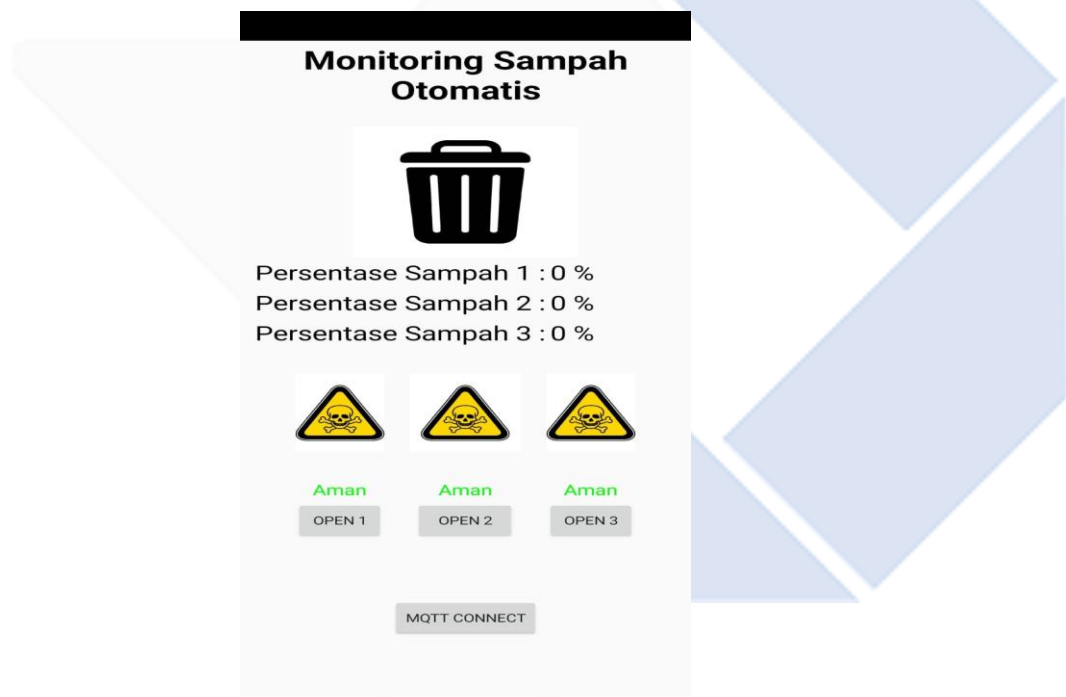 Monitoring Sampah
Otomatis
Persentase Sampah 1 : 0 %
Persentase Sampah 2 : 0 %
Persentase Sampah 3 : 0 %
Aman Aman Aman
OPEN 1 OPEN 2 OPEN 3
MQTT CONNECT